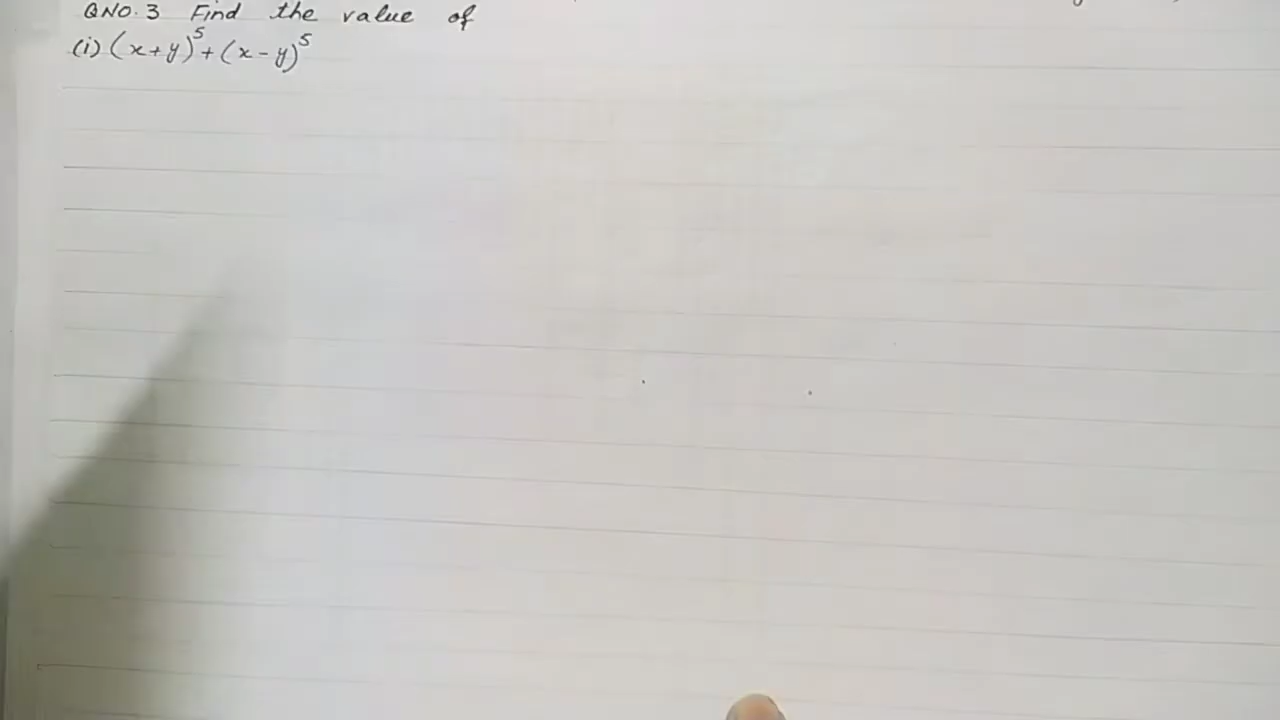 QNO. 3 Find the value of
(i) (x+y)⁵ + (x-y)⁵